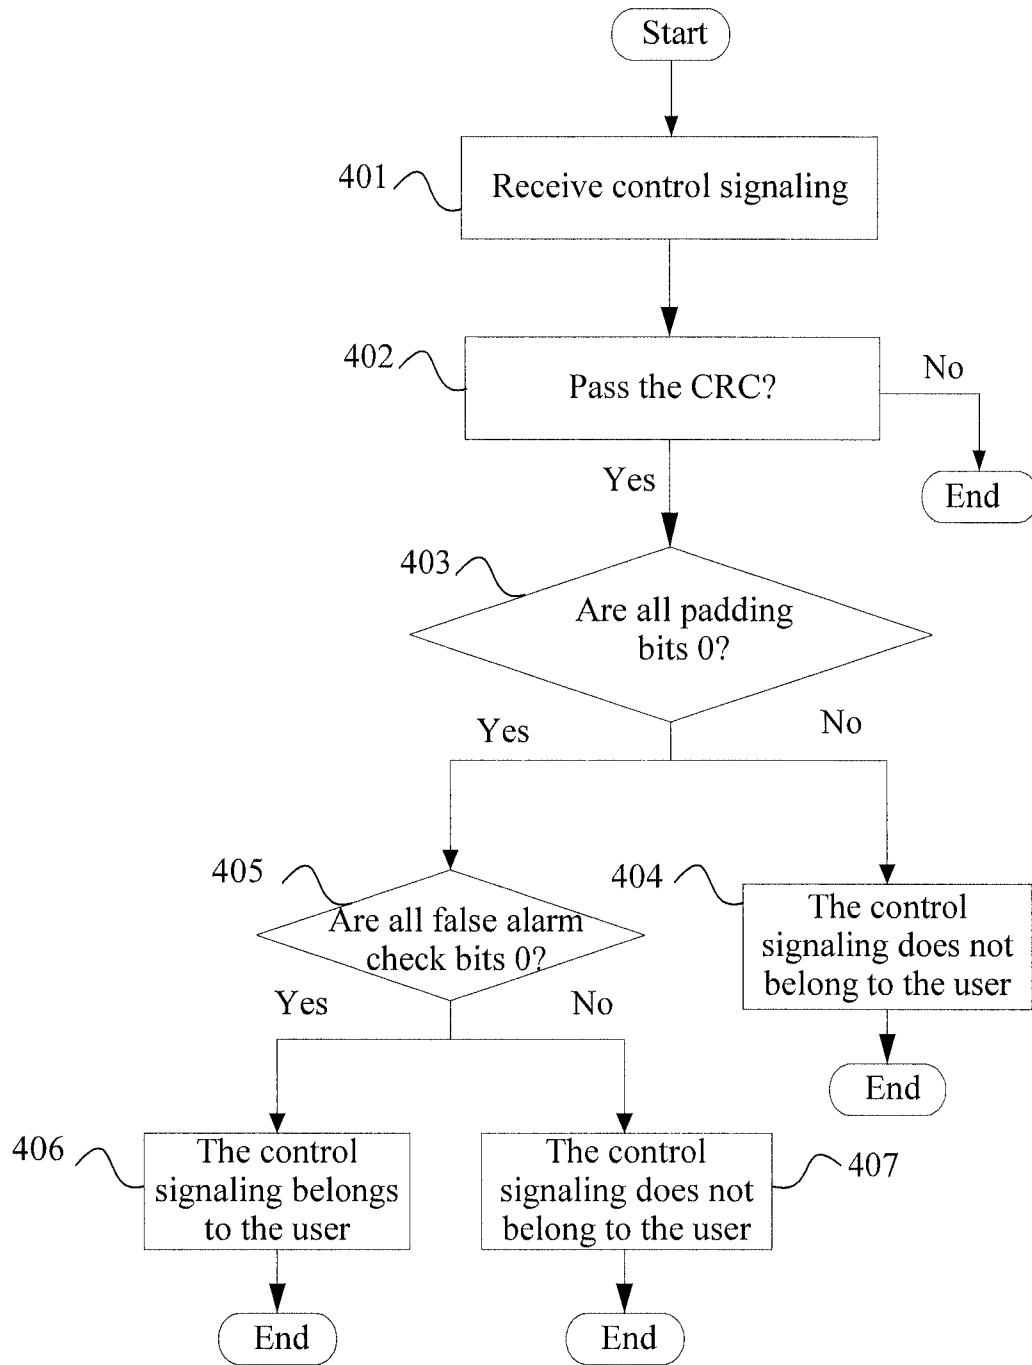 Start
401
Receive control signaling
402
Pass the CRC?
No
Yes
End
403
Are all padding
bits 0?
Yes
No
405
Are all false alarm
check bits 0?
404
The control
signaling does not
belong to the user
Yes
No
End
406
The control
signaling belongs
to the user
The control
signaling does not
belong to the user
407
End
End